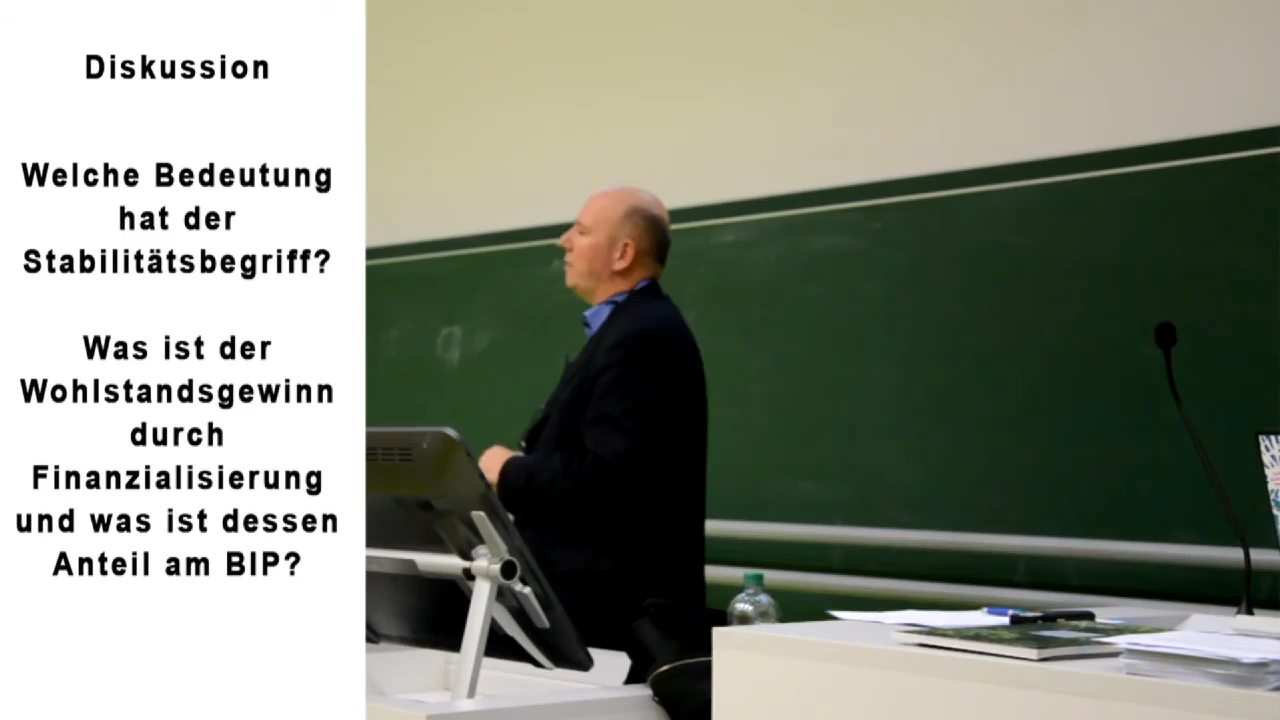 Diskussion
Welche Bedeutung
hat der
Stabilitätsbegriff?
Was ist der
Wohlstandsgewinn
durch
Finanzialisierung
und was ist dessen
Anteil am BIP?